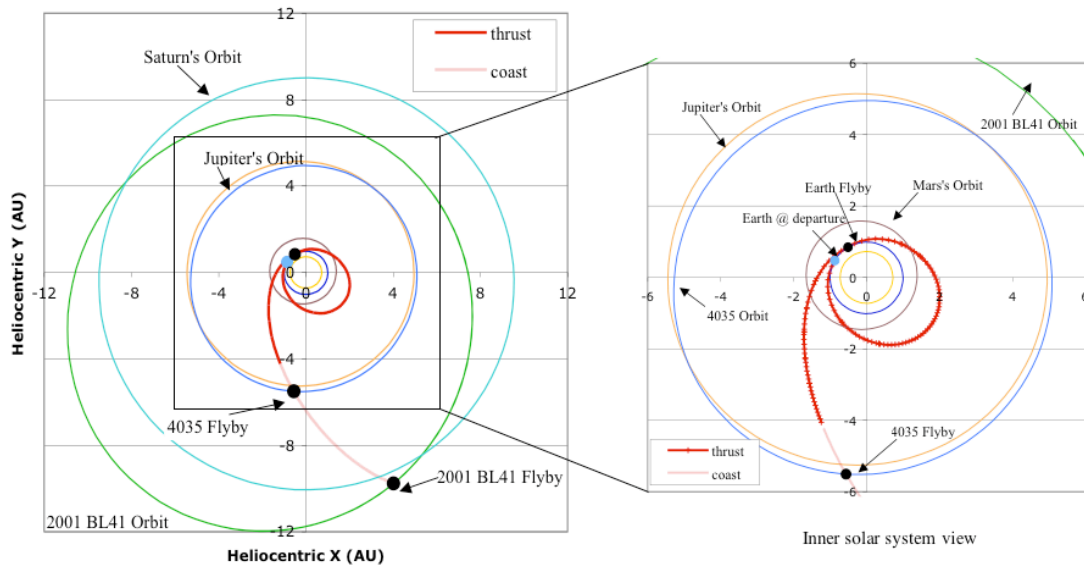 12
thrust
coast
Saturn's Orbit
8
Jupiter's Orbit
4
0
-12
-8
-4
0
4
8
12
-4
4035 Flyby
-8
2001 BL41 Flyby
2001 BL41 Orbit
-12
Heliocentric X (AU)
Heliocentric Y (AU)
6
Jupiter's Orbit
2001 BL41 Orbit
4
Earth Flyby
Mars's Orbit
2
Earth @ departure
0
-6
-4
-2
0
2
4
6
4035 Orbit
-2
-4
4035 Flyby
thrust
coast
-6
Inner solar system view